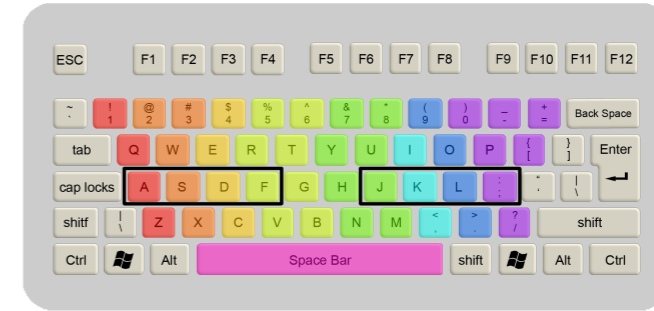 ESC F1 F2 F3 F4 F5 F6 F7 F8 F9 F10 F11 F12
~ ! @ # $ % ^ & * ( ) _ + Back Space
` 1 2 3 4 5 6 7 8 9 0 - =
tab Q W E R T Y U I O P { [ } ] Enter
cap locks A S D F G H J K L : ; " ' | \
shitf | \ Z X C V B N M < , > . ? / shift
Ctrl Alt Space Bar shift Alt Ctrl